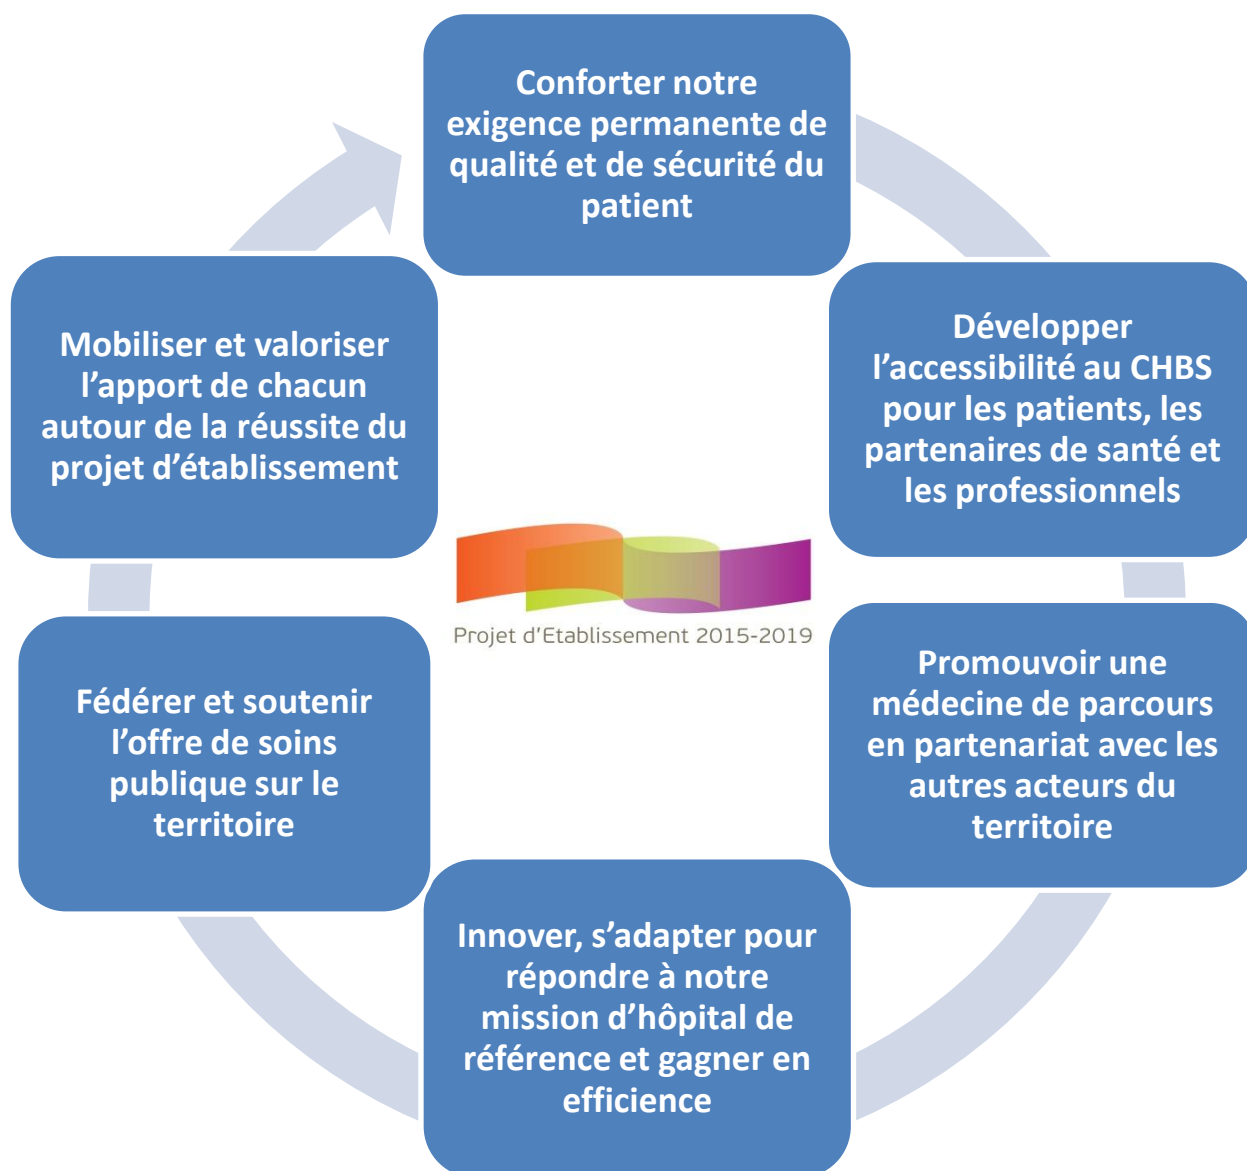 Conforter notre
exigence permanente de
qualité et de sécurité du
patient
Développer
l’accessibilité au CHBS
pour les patients, les
partenaires de santé et
les professionnels
Promouvoir une
médecine de parcours
en partenariat avec les
autres acteurs du
territoire
Innover, s’adapter pour
répondre à notre
mission d’hôpital de
référence et gagner en
efficience
Fédérer et soutenir
l’offre de soins
publique sur le
territoire
Mobiliser et valoriser
l’apport de chacun
autour de la réussite du
projet d’établissement
Projet d'Etablissement 2015-2019